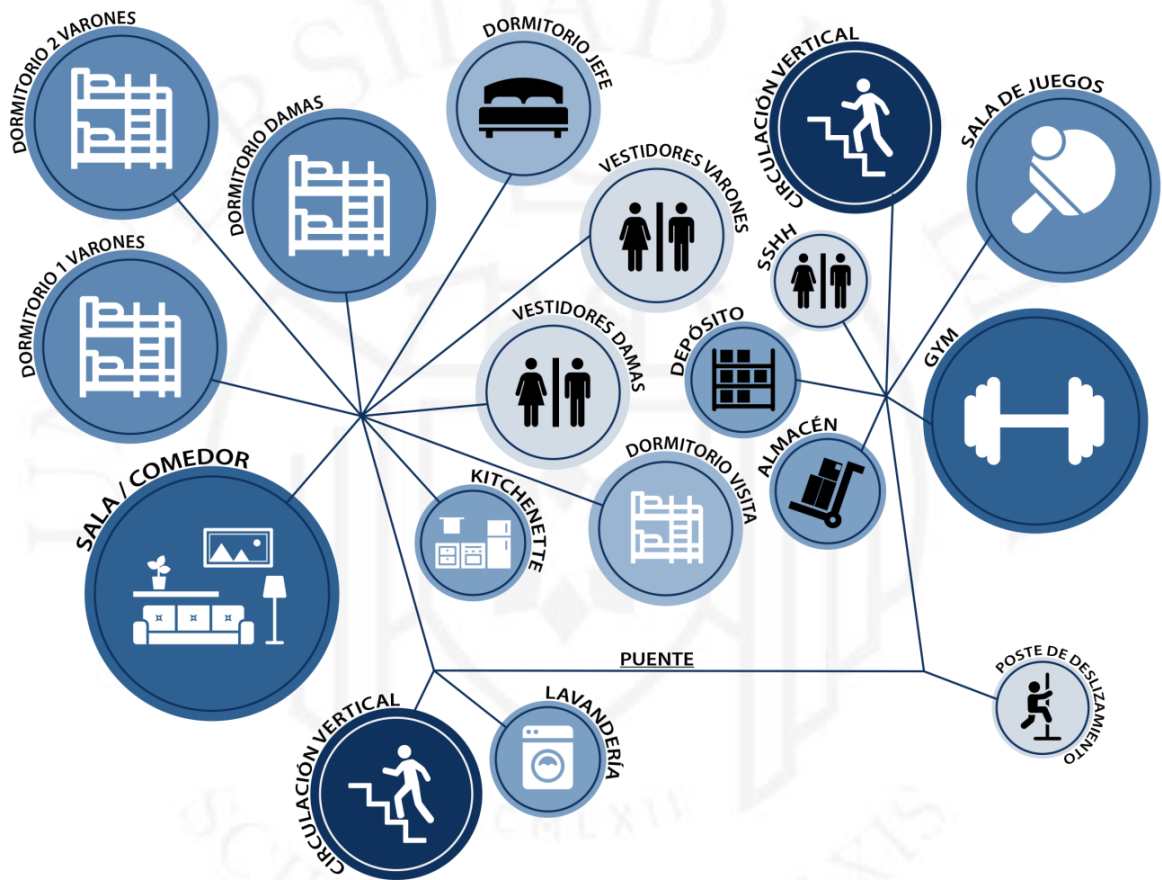 DORMITORIO 2 VARONES
DORMITORIO DAMAS
DORMITORIO JEFE
VESTIDORES VARONES
CIRCULACIÓN VERTICAL
SALA DE JUEGOS
SSHH
DORMITORIO 1 VARONES
VESTIDORES DAMAS
DEPÓSITO
GYM
SALA / COMEDOR
KITCHENETTE
DORMITORIO VISITA
ALMACÉN
PUENTE
POSTE DE DESLIZAMIENTO
CIRCULACIÓN VERTICAL
LAVANDERÍA